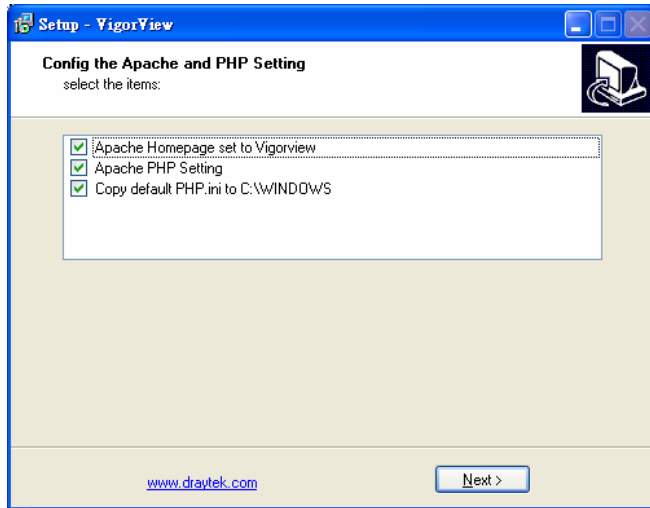 Setup - VigorView
Config the Apache and PHP Setting
select the items:
Apache Homepage set to Vigorview
Apache PHP Setting
Copy default PHP.ini to C:\WINDOWS
www.draytek.com
Next >